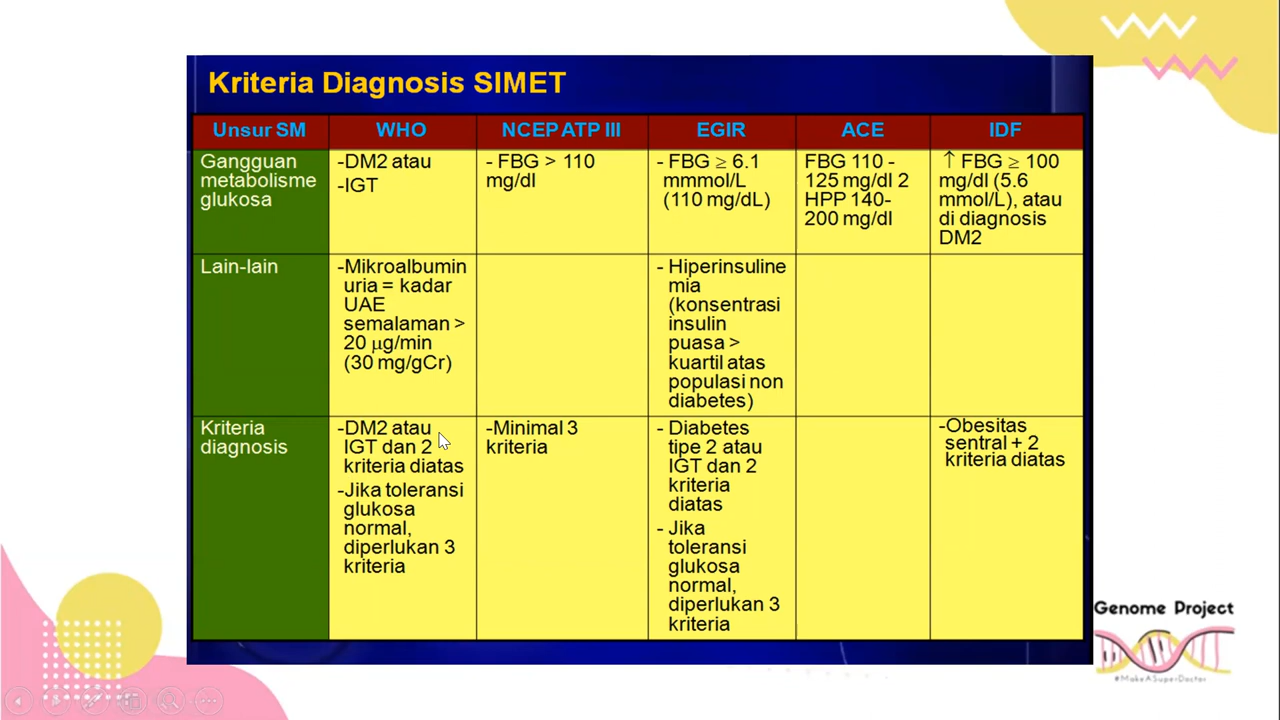 Kriteria Diagnosis SIMET
Unsur SM
WHO
NCEP ATP III
EGIR
ACE
IDF
Gangguan
metabolisme
glukosa
-DM2 atau
-IGT
- FBG > 110
mg/dl
- FBG ≥ 6.1
mmmol/L
(110 mg/dL)
FBG 110 -
125 mg/dl 2
HPP 140-
200 mg/dl
↑ FBG ≥ 100
mg/dl (5.6
mmol/L), atau
di diagnosis
DM2
Lain-lain
-Mikroalbumin
uria = kadar
UAE
semalaman >
20 μg/min
(30 mg/gCr)
- Hiperinsuline
mia
(konsentrasi
insulin
puasa >
kuartil atas
populasi non
diabetes)
Kriteria
diagnosis
-DM2 atau
IGT dan 2
kriteria diatas
-Jika toleransi
glukosa
normal,
diperlukan 3
kriteria
-Minimal 3
kriteria
- Diabetes
tipe 2 atau
IGT dan 2
kriteria
diatas
- Jika
toleransi
glukosa
normal,
diperlukan 3
kriteria
-Obesitas
sentral + 2
kriteria diatas
Genome Project
#MakeASuperDoctor